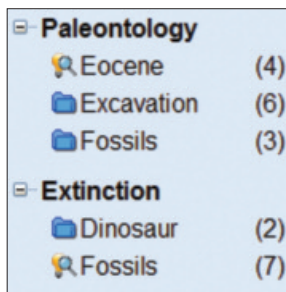 Paleontology
Eocene (4)
Excavation (6)
Fossils (3)
Extinction
Dinosaur (2)
Fossils (7)